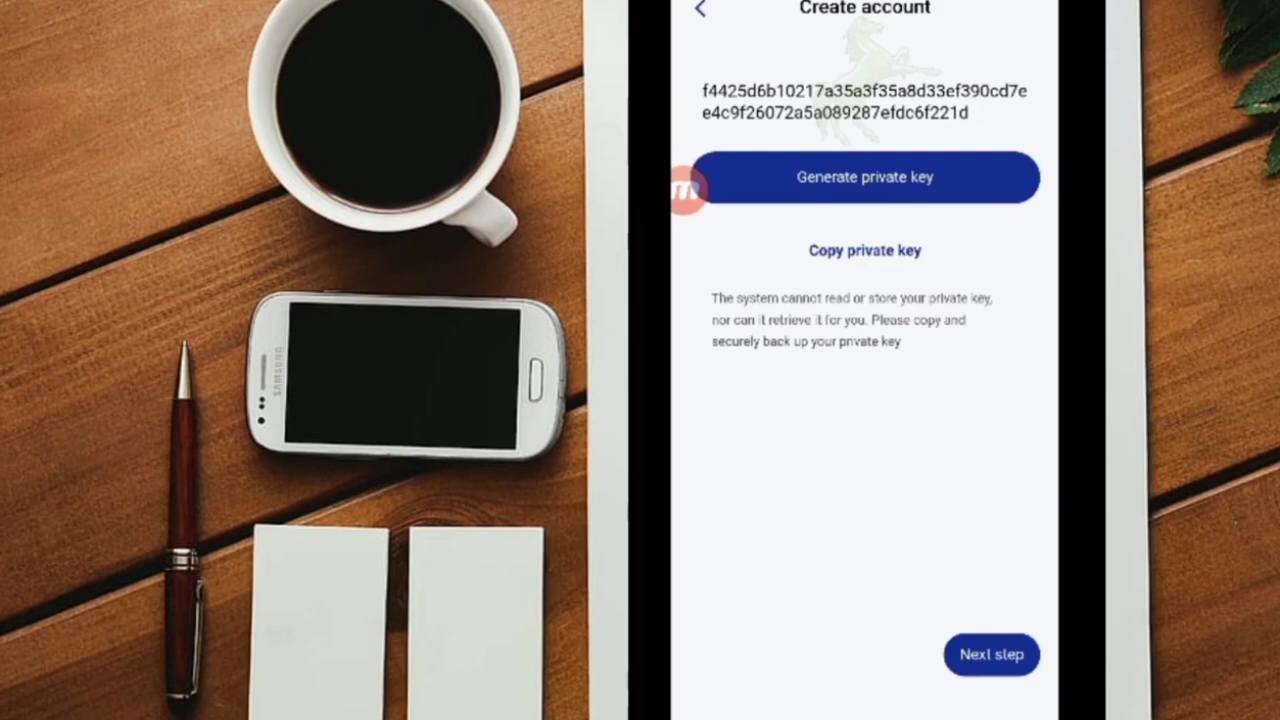 Create account
f4425d6b10217a35a3f35a8d33ef390cd7e
e4c9f26072a5a089287efdc6f221d
Generate private key
m
Copy private key
The system cannot read or store your private key,
nor can it retrieve it for you. Please copy and
securely back up your private key
SAMSUNG
Next step